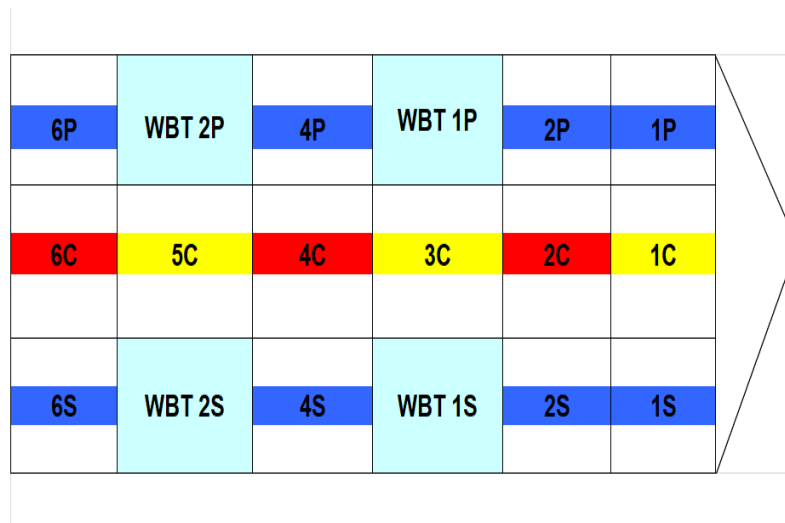 6P WBT 2P 4P WBT 1P 2P 1P
6C 5C 4C 3C 2C 1C
6S WBT 2S 4S WBT 1S 2S 1S